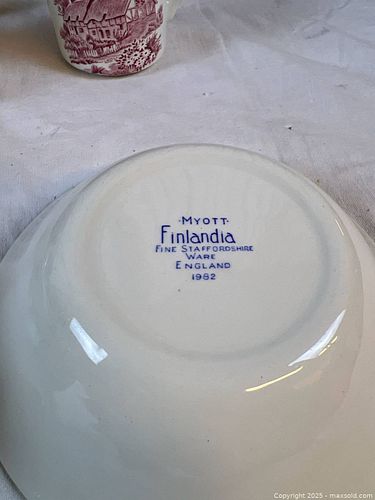 ·MYOTT·
Finlandia
FINE STAFFORDSHIRE
WARE
ENGLAND
1982
Copyright 2025 - maxsold.com